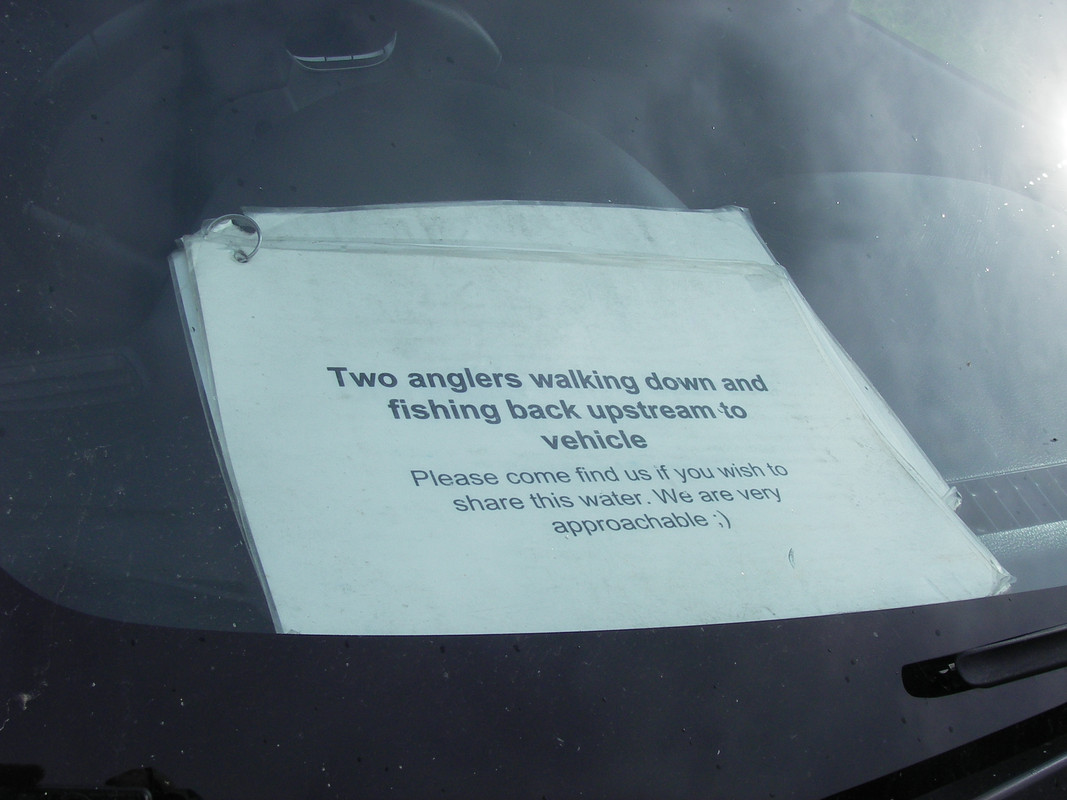 Two anglers walking down and
fishing back upstream to
vehicle
Please come find us if you wish to
share this water. We are very
approachable ;)